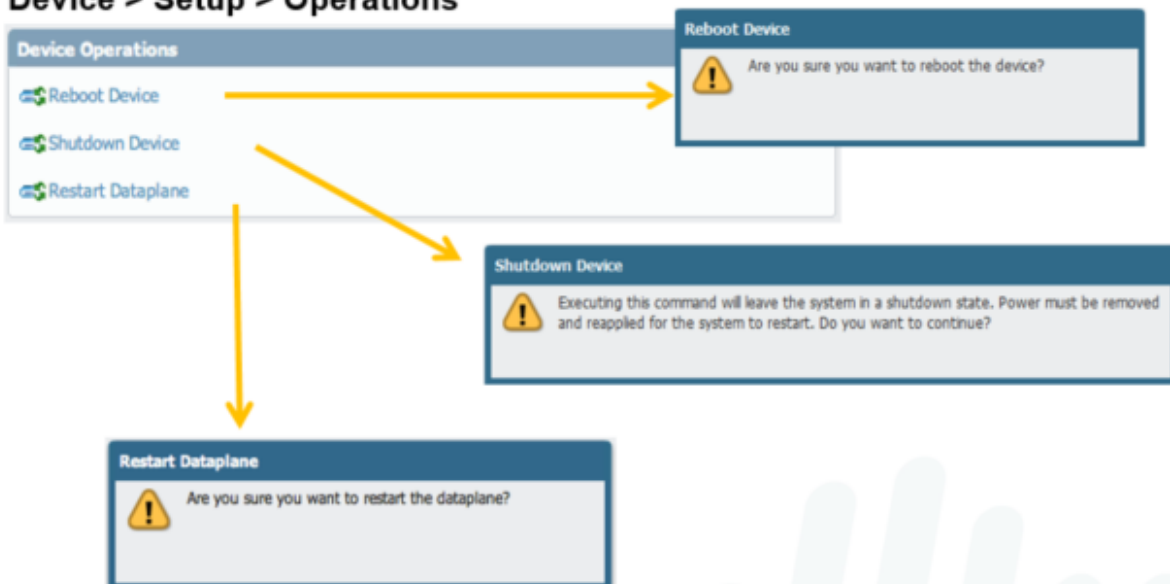 Device > Setup > Operations
Device Operations
Reboot Device
Shutdown Device
Restart Dataplane
Reboot Device
Are you sure you want to reboot the device?
Shutdown Device
Executing this command will leave the system in a shutdown state. Power must be removed
and reapplied for the system to restart. Do you want to continue?
Restart Dataplane
Are you sure you want to restart the dataplane?